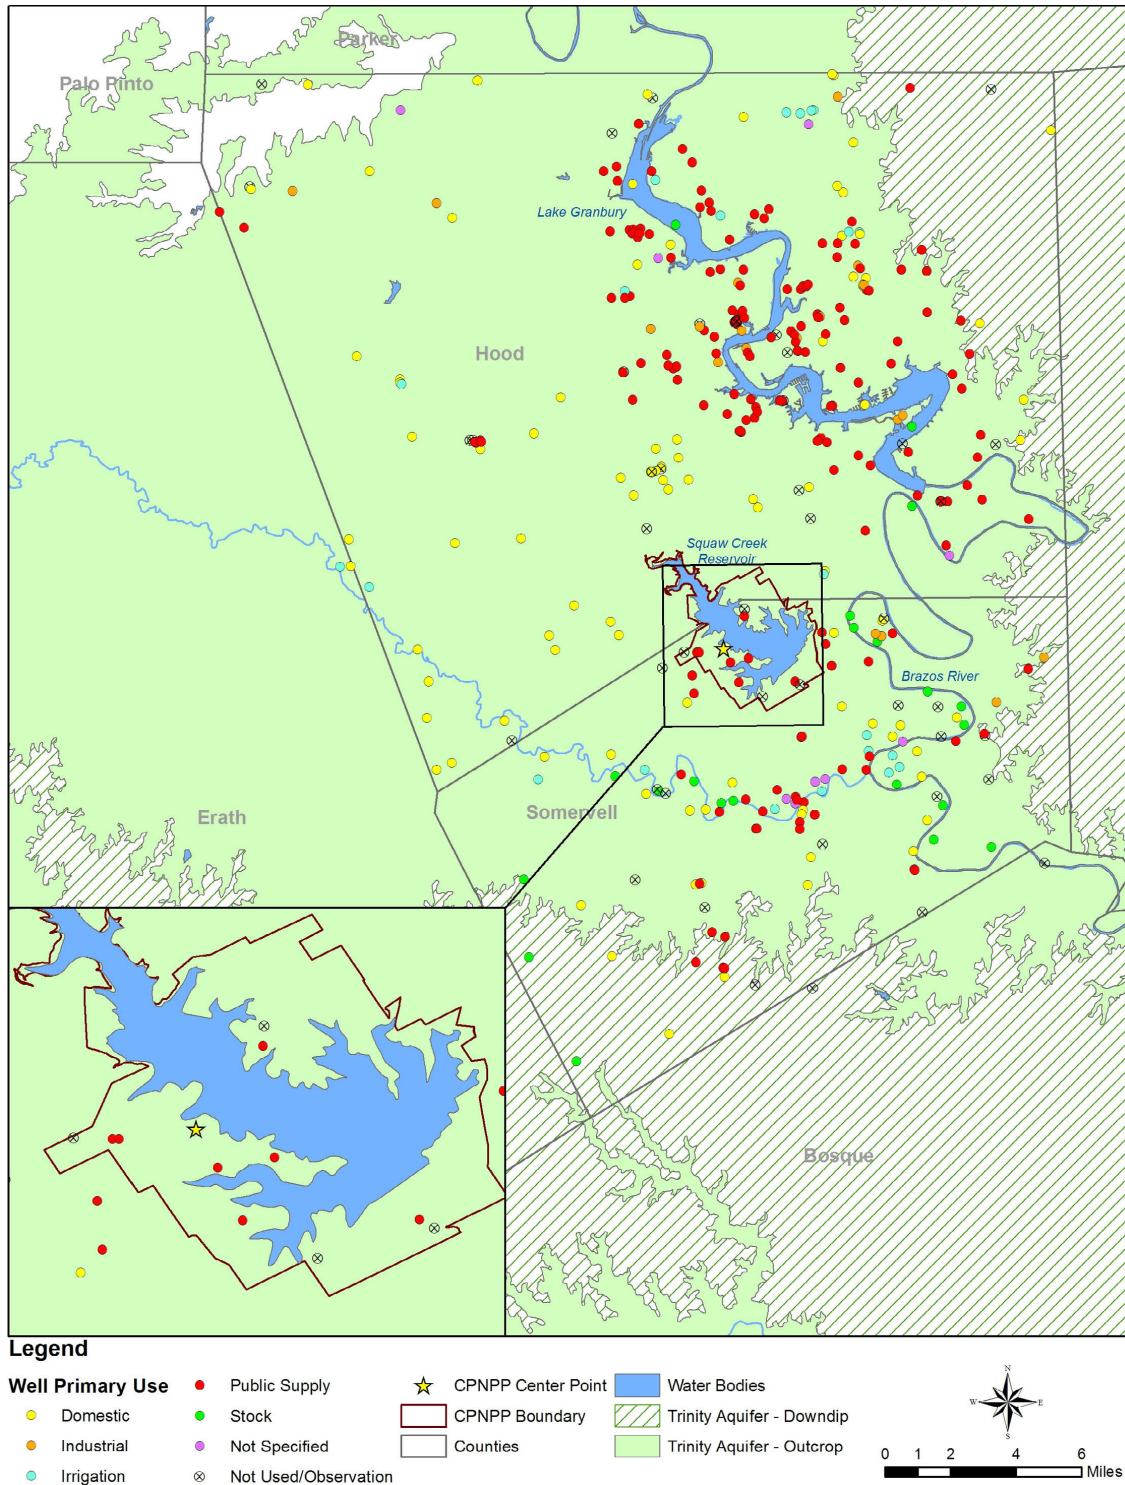 Parker
Palo Pinto
Lake Granbury
Hood
Squaw Creek
Reservoir
Brazos River
Erath
Somervell
Bosque
Legend
Well Primary Use
Domestic
Industrial
Irrigation
Public Supply
Stock
Not Specified
Not Used/Observation
CPNPP Center Point
CPNPP Boundary
Counties
Water Bodies
Trinity Aquifer - Downdip
Trinity Aquifer - Outcrop
N
W
E
S
0 1 2 4 6
Miles